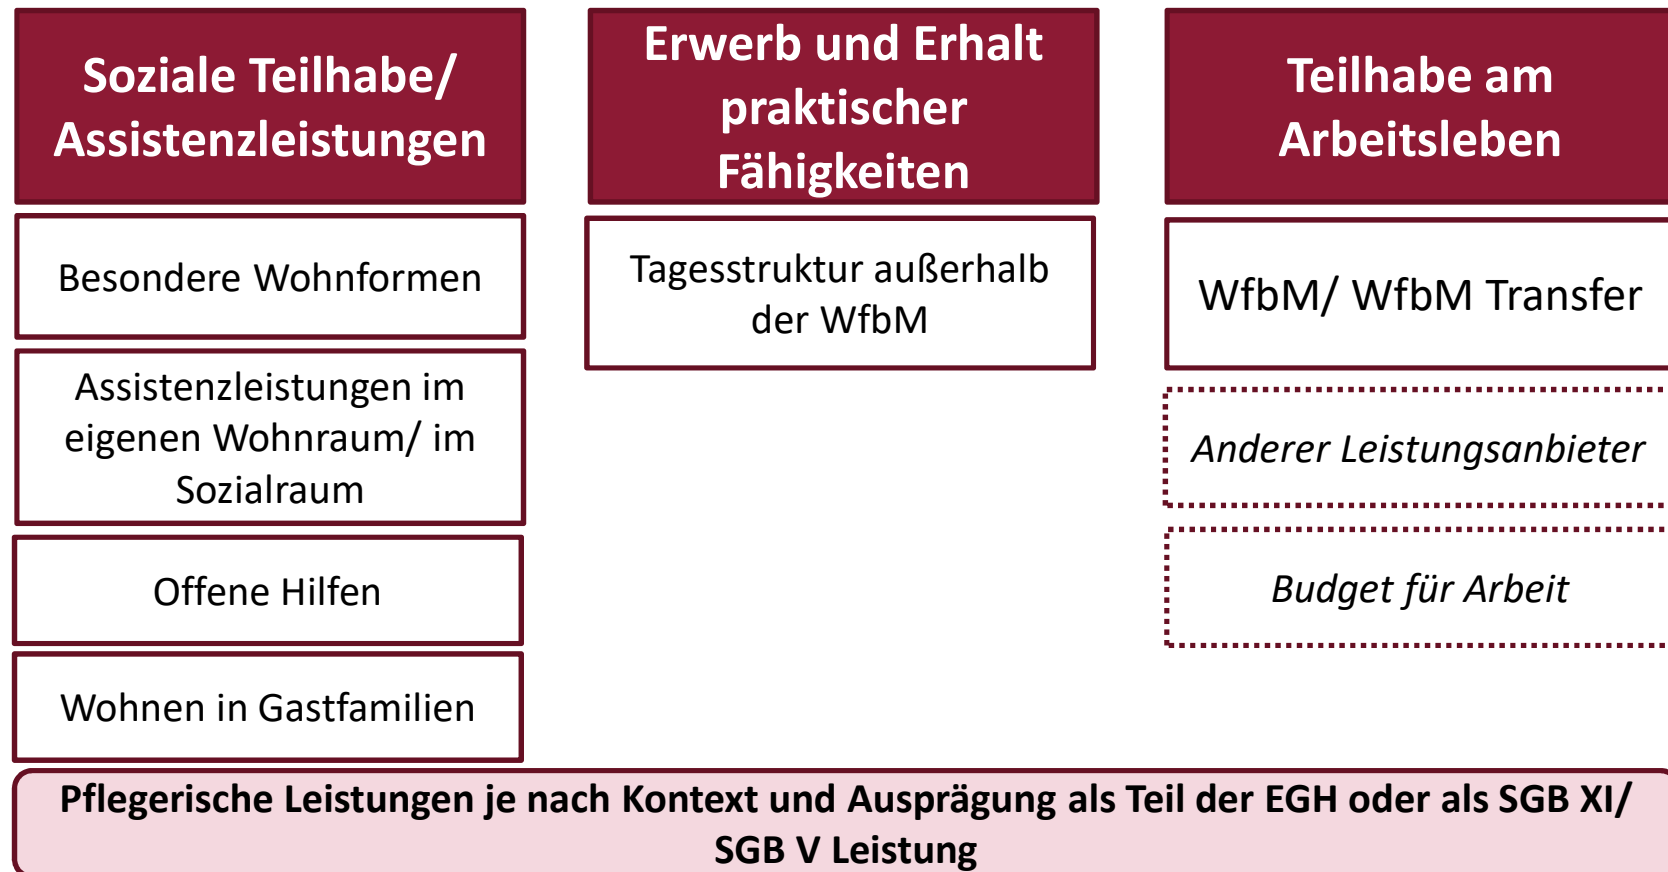 Soziale Teilhabe/
Assistenzleistungen
Besondere Wohnformen
Assistenzleistungen im
eigenen Wohnraum/ im
Sozialraum
Offene Hilfen
Wohnen in Gastfamilien
Erwerb und Erhalt
praktischer
Fähigkeiten
Tagesstruktur außerhalb
der WfbM
Teilhabe am
Arbeitsleben
WfbM/ WfbM Transfer
Anderer Leistungsanbieter
Budget für Arbeit
Pflegerische Leistungen je nach Kontext und Ausprägung als Teil der EGH oder als SGB XI/
SGB V Leistung